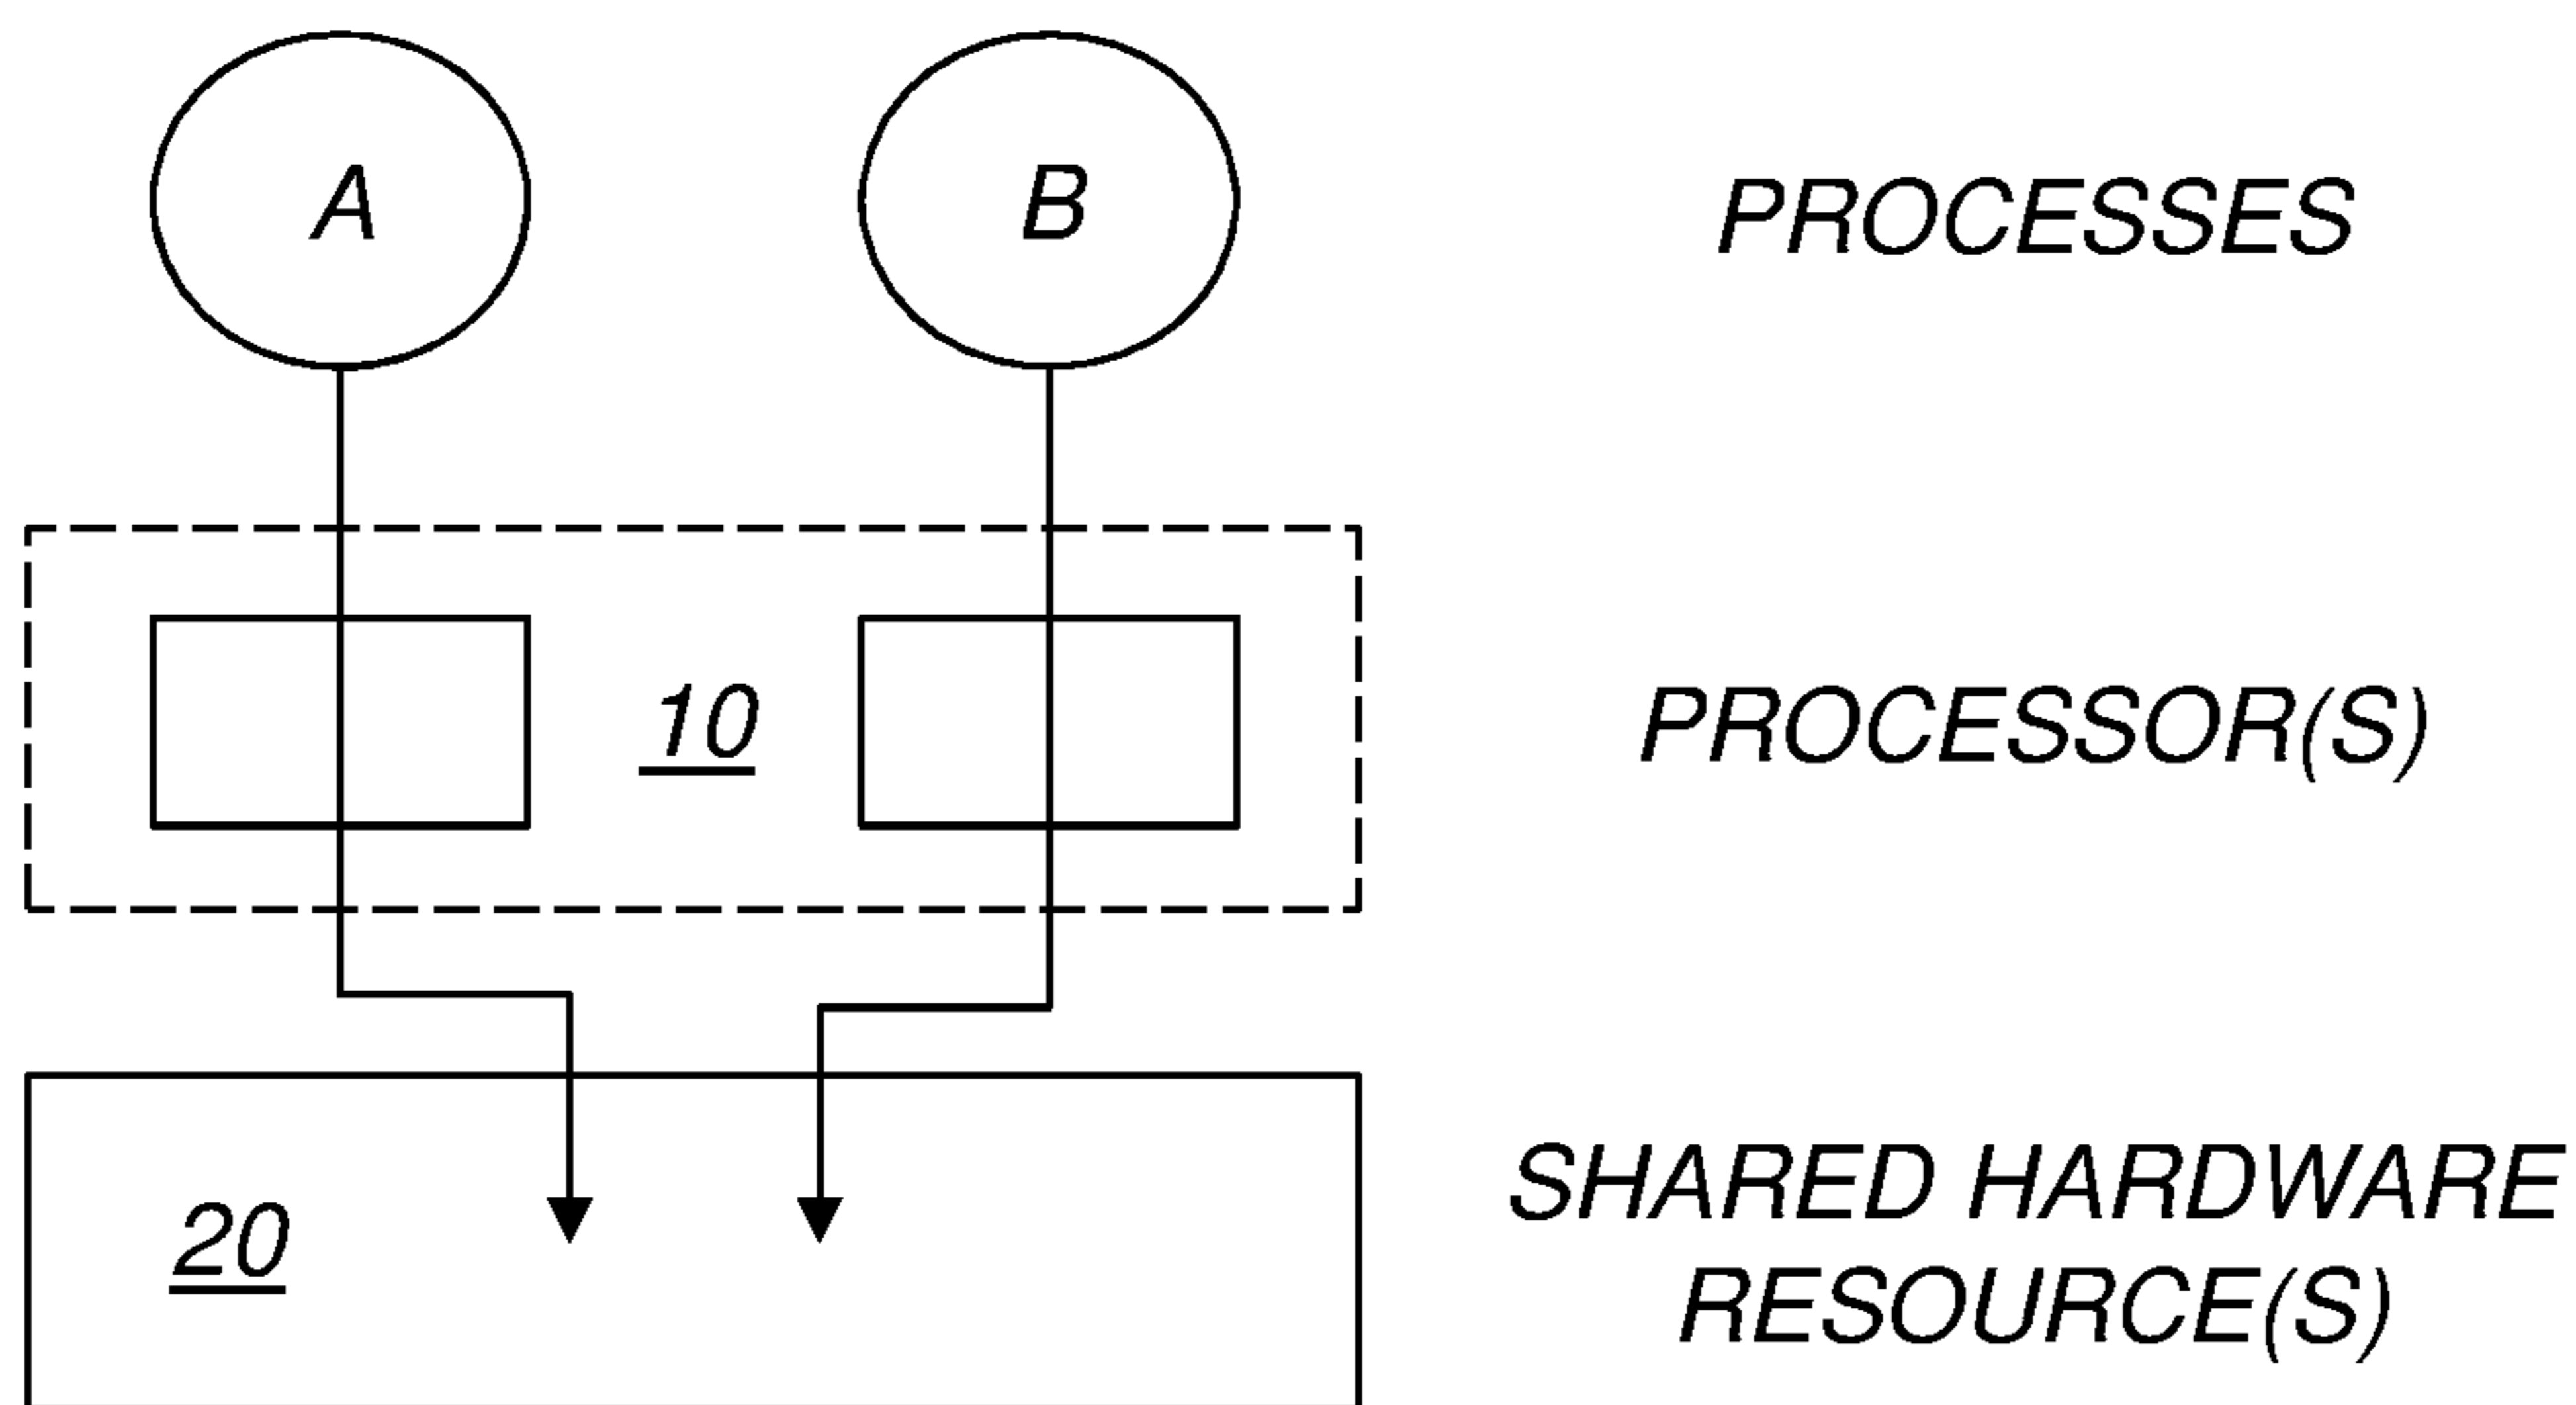 A
B
PROCESSES
10
PROCESSOR(S)
20
SHARED HARDWARE
RESOURCE(S)